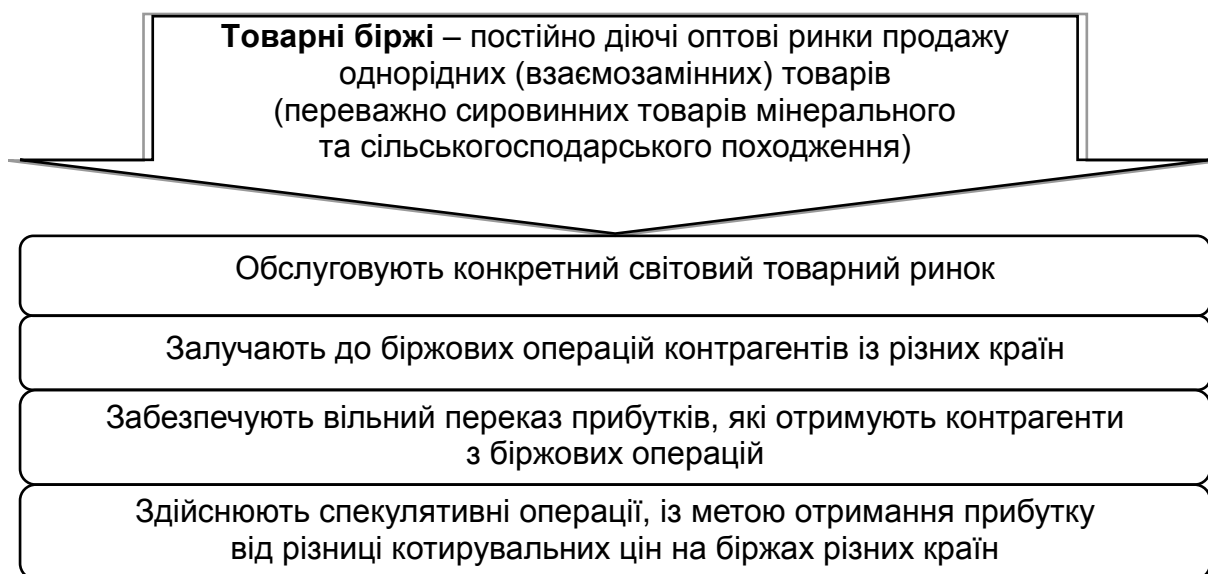 Товарні біржі – постійно діючі оптові ринки продажу
однорідних (взаємозамінних) товарів
(переважно сировинних товарів мінерального
та сільськогосподарського походження)
Обслуговують конкретний світовий товарний ринок
Залучають до біржових операцій контрагентів із різних країн
Забезпечують вільний переказ прибутків, які отримують контрагенти
з біржових операцій
Здійснюють спекулятивні операції, із метою отримання прибутку
від різниці котирувальних цін на біржах різних країн